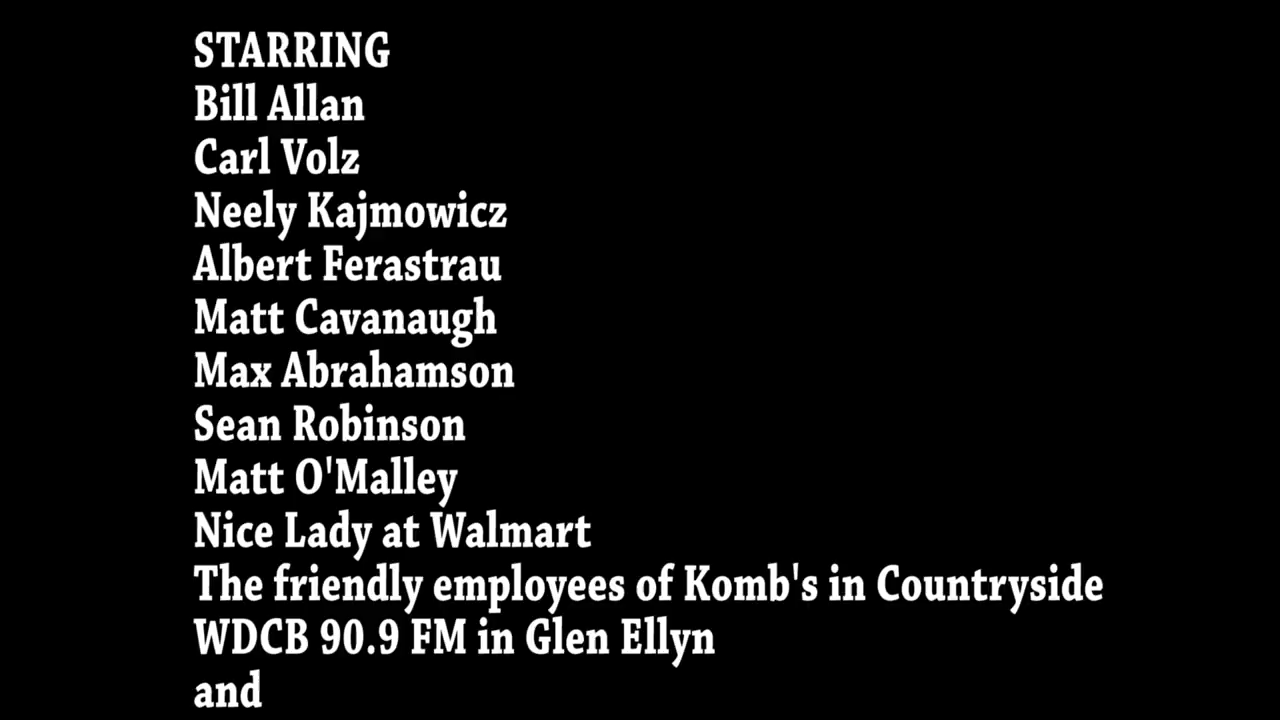 STARRING
Bill Allan
Carl Volz
Neely Kajmowicz
Albert Ferastrau
Matt Cavanaugh
Max Abrahamson
Sean Robinson
Matt O'Malley
Nice Lady at Walmart
The friendly employees of Komb's in Countryside
WDCB 90.9 FM in Glen Ellyn
and